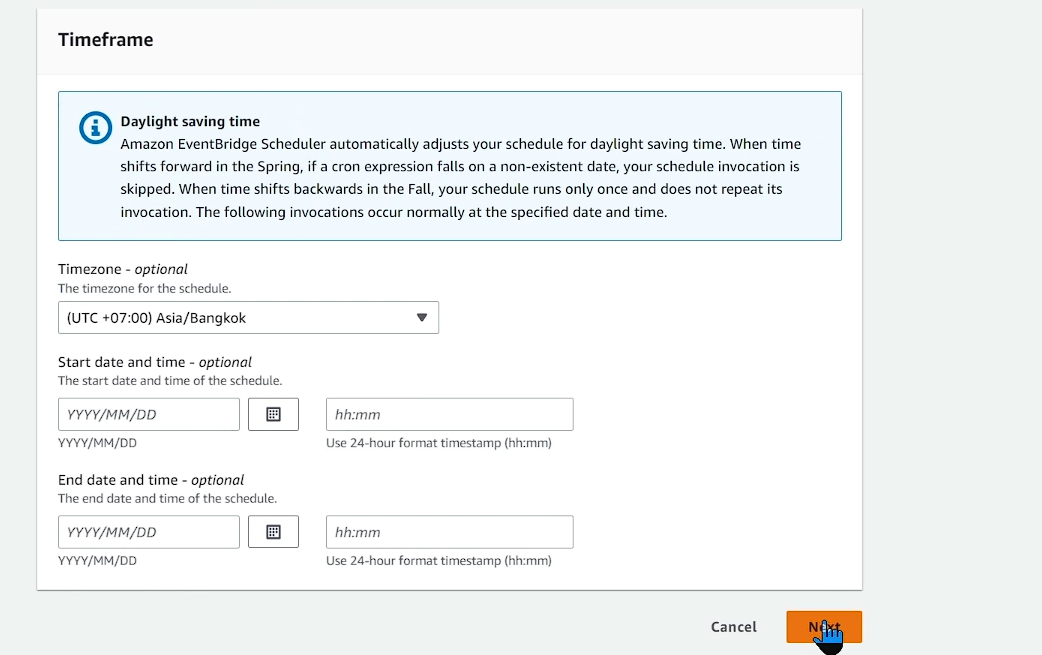 Timeframe
Daylight saving time
Amazon EventBridge Scheduler automatically adjusts your schedule for daylight saving time. When time
shifts forward in the Spring, if a cron expression falls on a non-existent date, your schedule invocation is
skipped. When time shifts backwards in the Fall, your schedule runs only once and does not repeat its
invocation. The following invocations occur normally at the specified date and time.
Timezone - optional
The timezone for the schedule.
(UTC +07:00) Asia/Bangkok
Start date and time - optional
The start date and time of the schedule.
YYYY/MM/DD hh:mm
YYYY/MM/DD Use 24-hour format timestamp (hh:mm)
End date and time - optional
The end date and time of the schedule.
YYYY/MM/DD hh:mm
YYYY/MM/DD Use 24-hour format timestamp (hh:mm)
Cancel Next